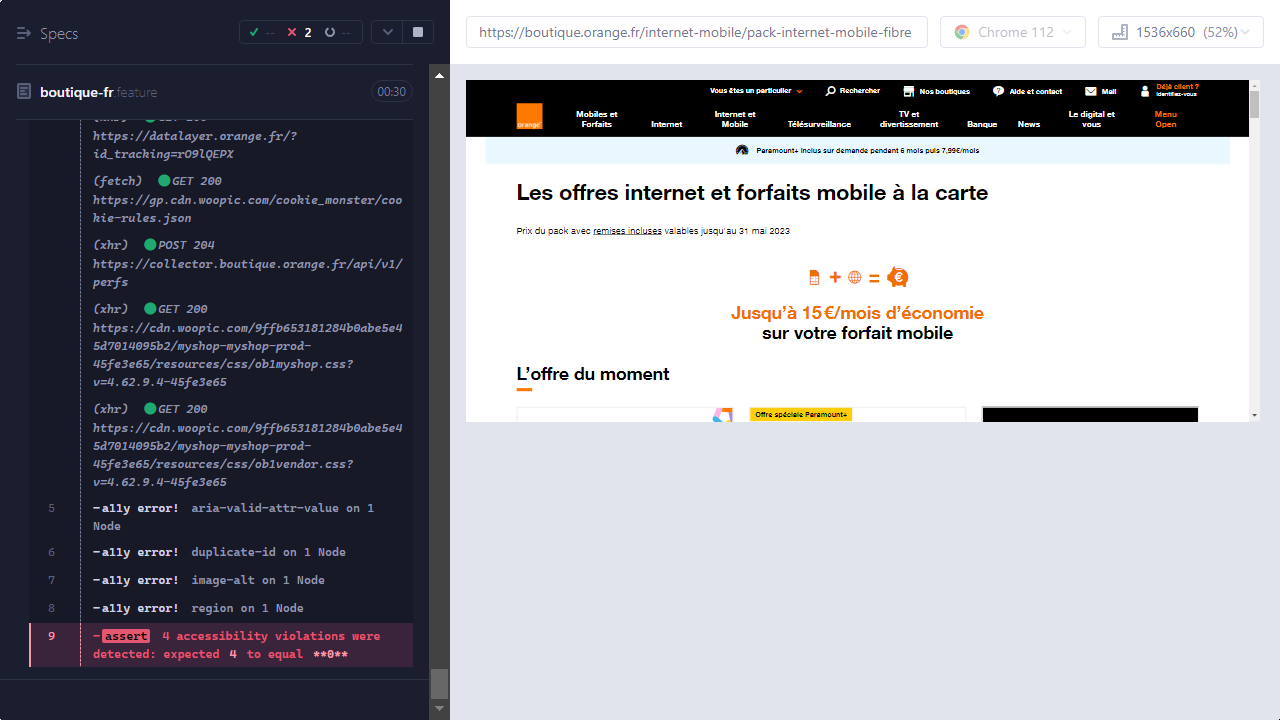 Specs
-- 2 --
boutique-fr.feature
00:30
https://datalayer.orange.fr/?
id_tracking=rO9lQEPX
(fetch) GET 200
https://gp.cdn.woopic.com/cookie_monster/coo
kie-rules.json
(xhr) POST 204
https://collector.boutique.orange.fr/api/v1/
perfs
(xhr) GET 200
https://cdn.woopic.com/9ffb653181284b0abe5e4
5d7014095b2/myshop-myshop-prod-
45fe3e65/resources/css/ob1myshop.css?
v=4.62.9.4-45fe3e65
(xhr) GET 200
https://cdn.woopic.com/9ffb653181284b0abe5e4
5d7014095b2/myshop-myshop-prod-
45fe3e65/resources/css/ob1vendor.css?
v=4.62.9.4-45fe3e65
5 -a11y error! aria-valid-attr-value on 1
Node
6 -a11y error! duplicate-id on 1 Node
7 -a11y error! image-alt on 1 Node
8 -a11y error! region on 1 Node
9 -assert 4 accessibility violations were
detected: expected 4 to equal **0**
https://boutique.orange.fr/internet-mobile/pack-internet-mobile-fibre
Chrome 112
1536x660 (52%)
Vous êtes un particulier
Rechercher
Nos boutiques
Aide et contact
Mail
Déjà client ?
Identifiez-vous
orange
Mobiles et
Forfaits
Internet
Internet et
Mobile
Télésurveillance
TV et
divertissement
Banque
News
Le digital et
vous
Menu
Open
Paramount+ inclus sur demande pendant 6 mois puis 7,99€/mois
Les offres internet et forfaits mobile à la carte
Prix du pack avec remises incluses valables jusqu'au 31 mai 2023
+ = €
Jusqu'à 15€/mois d'économie
sur votre forfait mobile
L'offre du moment
Offre spéciale Paramount+